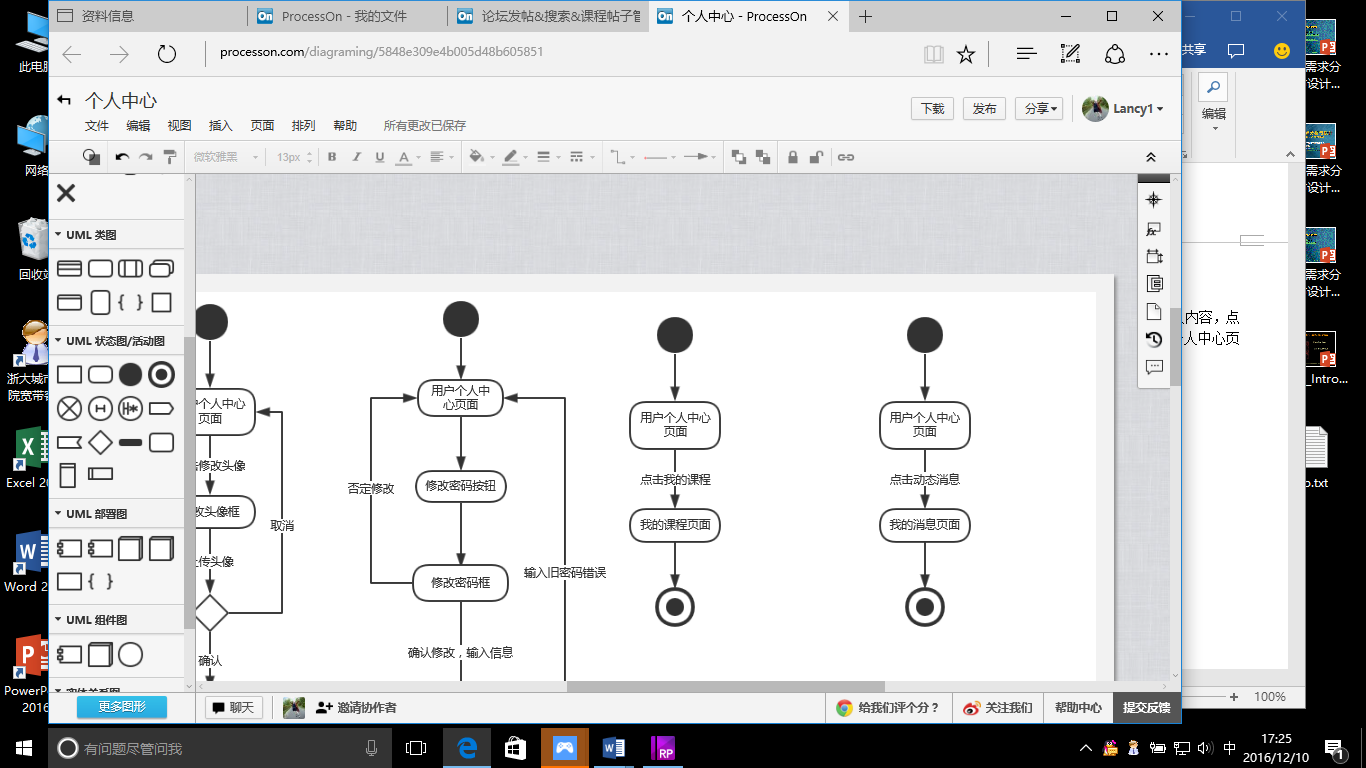 资料信息
ProcessOn - 我的文件
论坛发帖&搜素&课程帖子管
个人中心 - ProcessOn
processon.com/diagraming/5848e309e4b005d48b605851
个人中心
下载
发布
分享
Lancy1
文件
编辑
视图
插入
页面
排列
帮助
所有更改已保存
微软雅黑
13px
B
I
U
A
UML 类图
UML 状态图/活动图
UML 部署图
UML 组件图
更多图形
个人中心
页面
修改头像
改头像框
取消
上传头像
确认
用户个人中
心页面
修改密码按钮
否定修改
修改密码框
输入旧密码错误
确认修改，输入信息
用户个人中心
页面
点击我的课程
我的课程页面
用户个人中心
页面
点击动态消息
我的消息页面
聊天
邀请协作者
给我们评个分？
关注我们
帮助中心
提交反馈
共享
编辑
内容，点
人中心页
100%
此电脑
网络
回收站
浙大城市
院宽带客
Excel 20
Word 20
PowerP
2016
需求分
设计...
需求分
设计...
需求分
设计...
_Intro...
o.txt
有问题尽管问我
RP
中
17:25
2016/12/10
1